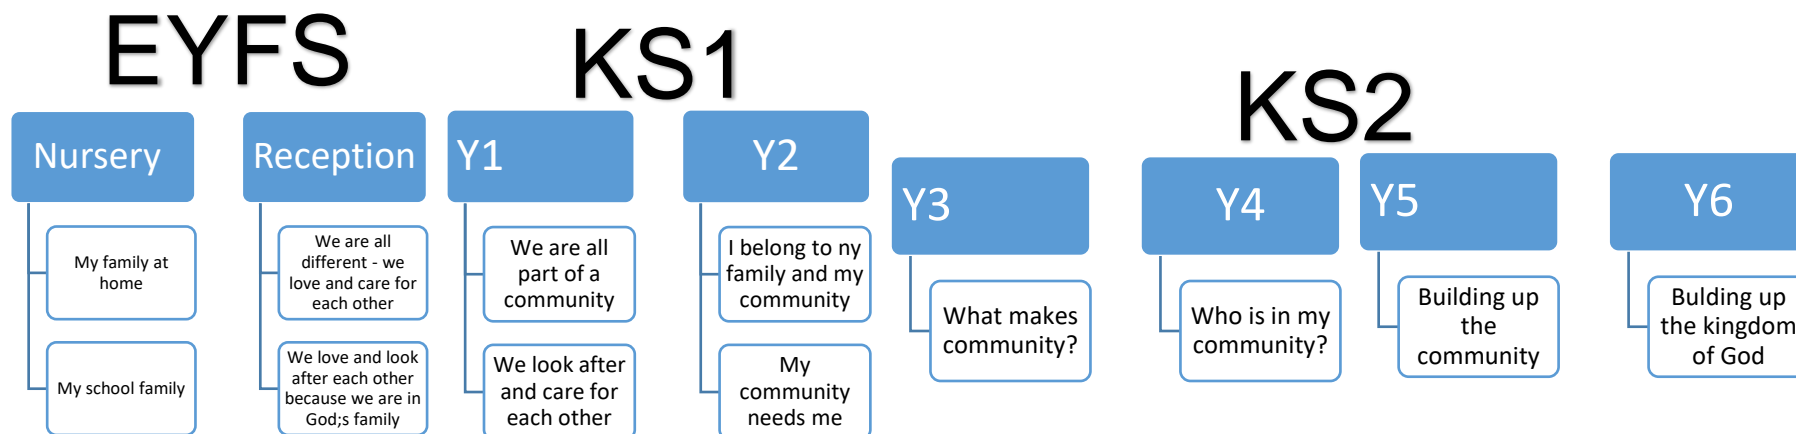 EYFS
KS1
KS2
Nursery
My family at
home
My school family
Reception
We are all
different - we
love and care for
each other
We love and look
after each other
because we are in
God;s family
Y1
We are all
part of a
community
We look after
and care for
each other
Y2
I belong to ny
family and my
community
My
community
needs me
Y3
What makes
community?
Y4
Who is in my
community?
Y5
Building up
the
community
Y6
Bulding up
the kingdom
of God